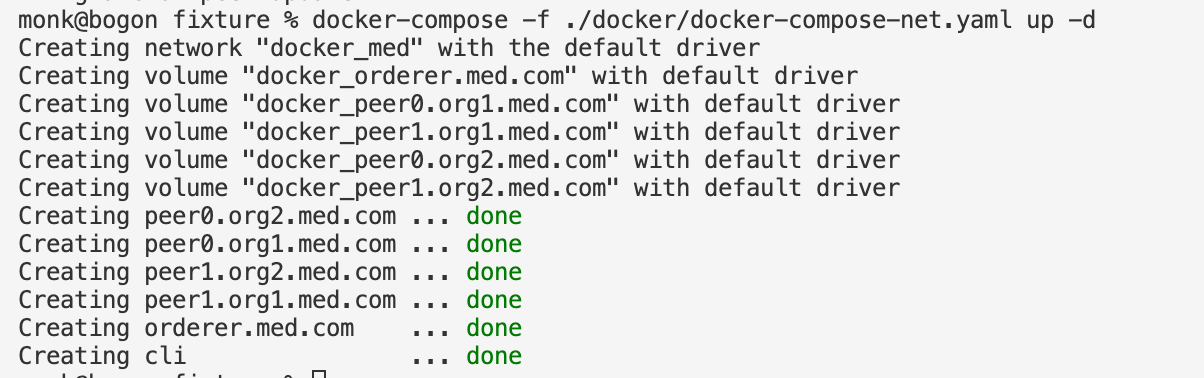 monk@bogon fixture % docker-compose -f ./docker/docker-compose-net.yaml up -d
Creating network "docker_med" with the default driver
Creating volume "docker_orderer.med.com" with default driver
Creating volume "docker_peer0.org1.med.com" with default driver
Creating volume "docker_peer1.org1.med.com" with default driver
Creating volume "docker_peer0.org2.med.com" with default driver
Creating volume "docker_peer1.org2.med.com" with default driver
Creating peer0.org2.med.com ... done
Creating peer0.org1.med.com ... done
Creating peer1.org2.med.com ... done
Creating peer1.org1.med.com ... done
Creating orderer.med.com    ... done
Creating cli                ... done